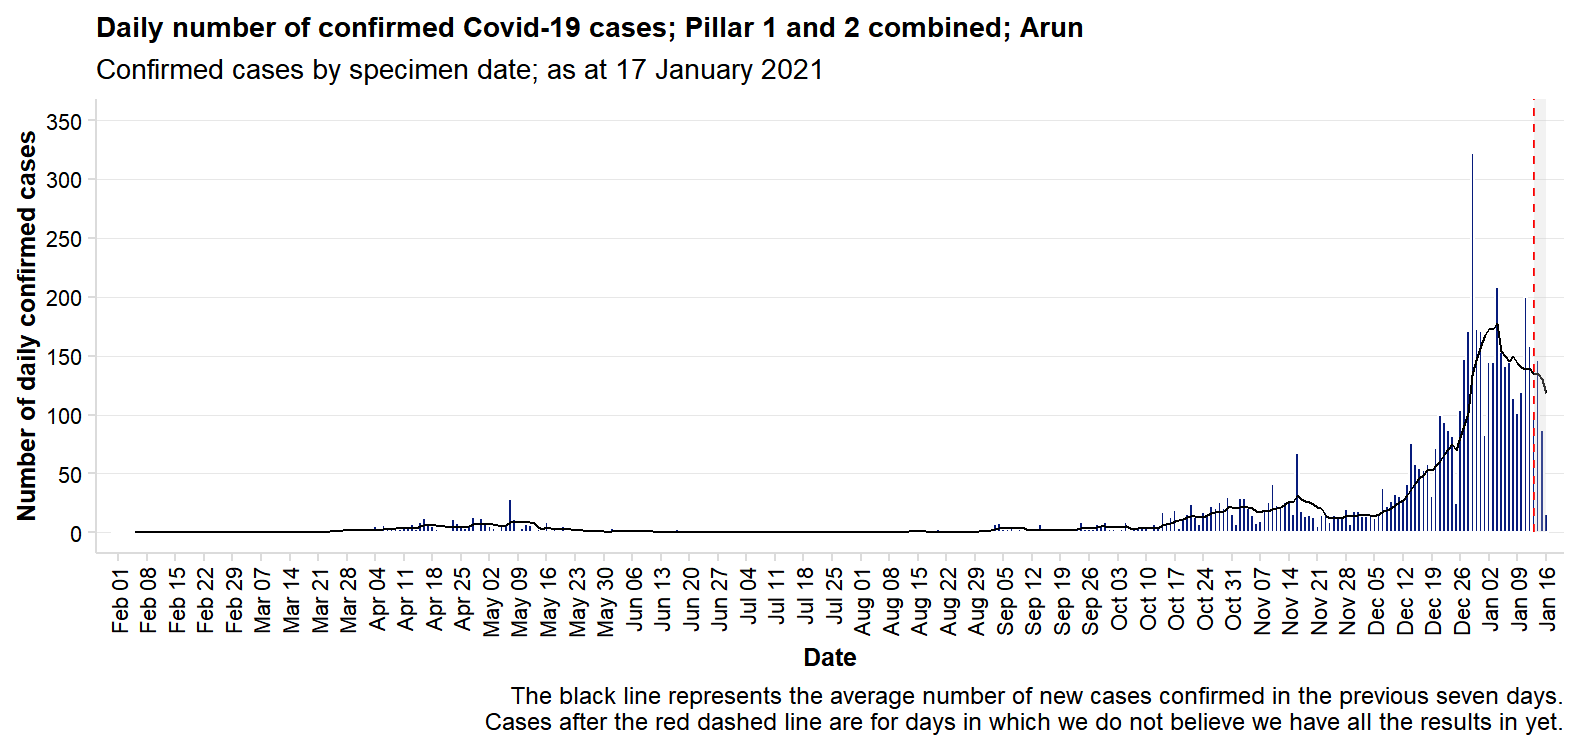 Daily number of confirmed Covid-19 cases; Pillar 1 and 2 combined; Arun
Confirmed cases by specimen date; as at 17 January 2021
Number of daily confirmed cases
350
300
250
200
150
100
50
0
Feb 01
Feb 08
Feb 15
Feb 22
Feb 29
Mar 07
Mar 14
Mar 21
Mar 28
Apr 04
Apr 11
Apr 18
Apr 25
May 02
May 09
May 16
May 23
May 30
Jun 06
Jun 13
Jun 20
Jun 27
Jul 04
Jul 11
Jul 18
Jul 25
Aug 01
Aug 08
Aug 15
Aug 22
Aug 29
Sep 05
Sep 12
Sep 19
Sep 26
Oct 03
Oct 10
Oct 17
Oct 24
Oct 31
Nov 07
Nov 14
Nov 21
Nov 28
Dec 05
Dec 12
Dec 19
Dec 26
Jan 02
Jan 09
Jan 16
Date
The black line represents the average number of new cases confirmed in the previous seven days.
Cases after the red dashed line are for days in which we do not believe we have all the results in yet.